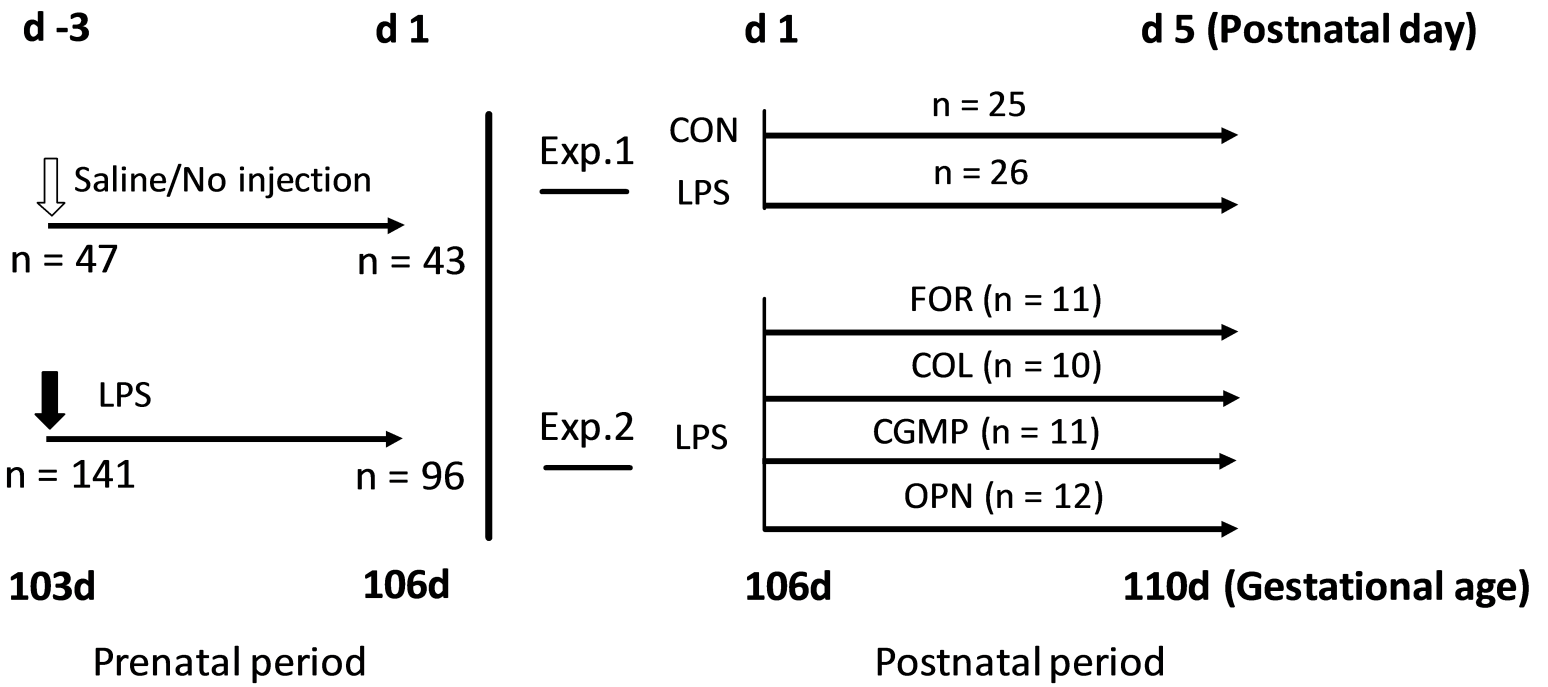 d -3
d 1
d 1
d 5 (Postnatal day)
Saline/No injection
n = 47
n = 43
LPS
n = 141
n = 96
Exp.1
CON
n = 25
LPS
n = 26
Exp.2
LPS
FOR (n = 11)
COL (n = 10)
CGMP (n = 11)
OPN (n = 12)
103d
106d
106d
110d (Gestational age)
Prenatal period
Postnatal period